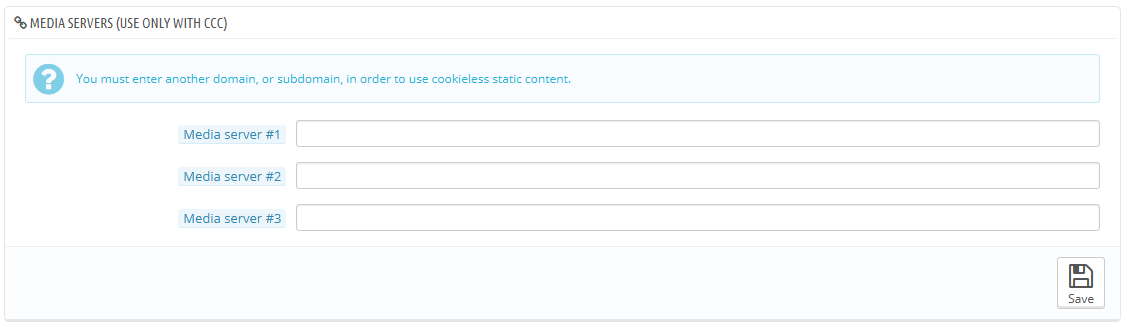 MEDIA SERVERS (USE ONLY WITH CCC)
You must enter another domain, or subdomain, in order to use cookieless static content.
Media server #1
Media server #2
Media server #3
Save